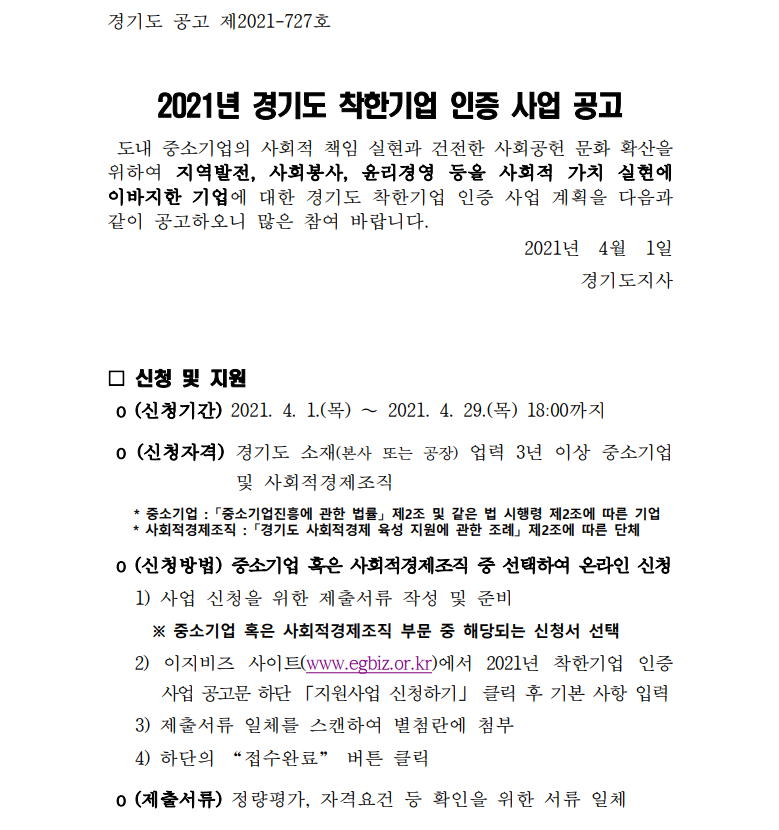 경기도 공고 제2021-727호
2021년 경기도 착한기업 인증 사업 공고
도내 중소기업의 사회적 책임 실현과 건전한 사회공헌 문화 확산을
위하여 지역발전, 사회봉사, 윤리경영 등을 사회적 가치 실현에
이바지한 기업에 대한 경기도 착한기업 인증 사업 계획을 다음과
같이 공고하오니 많은 참여 바랍니다.
2021년 4월 1일
경기도지사
□ 신청 및 지원
o (신청기간) 2021. 4. 1.(목) ～ 2021. 4. 29.(목) 18:00까지
o (신청자격) 경기도 소재(본사 또는 공장) 업력 3년 이상 중소기업
및 사회적경제조직
* 중소기업 :「중소기업진흥에 관한 법률」제2조 및 같은 법 시행령 제2조에 따른 기업
* 사회적경제조직 :「경기도 사회적경제 육성 지원에 관한 조례」제2조에 따른 단체
o (신청방법) 중소기업 혹은 사회적경제조직 중 선택하여 온라인 신청
1) 사업 신청을 위한 제출서류 작성 및 준비
※ 중소기업 혹은 사회적경제조직 부문 중 해당되는 신청서 선택
2) 이지비즈 사이트(www.egbiz.or.kr)에서 2021년 착한기업 인증
사업 공고문 하단 「지원사업 신청하기」 클릭 후 기본 사항 입력
3) 제출서류 일체를 스캔하여 별첨란에 첨부
4) 하단의 “접수완료” 버튼 클릭
o (제출서류) 정량평가, 자격요건 등 확인을 위한 서류 일체